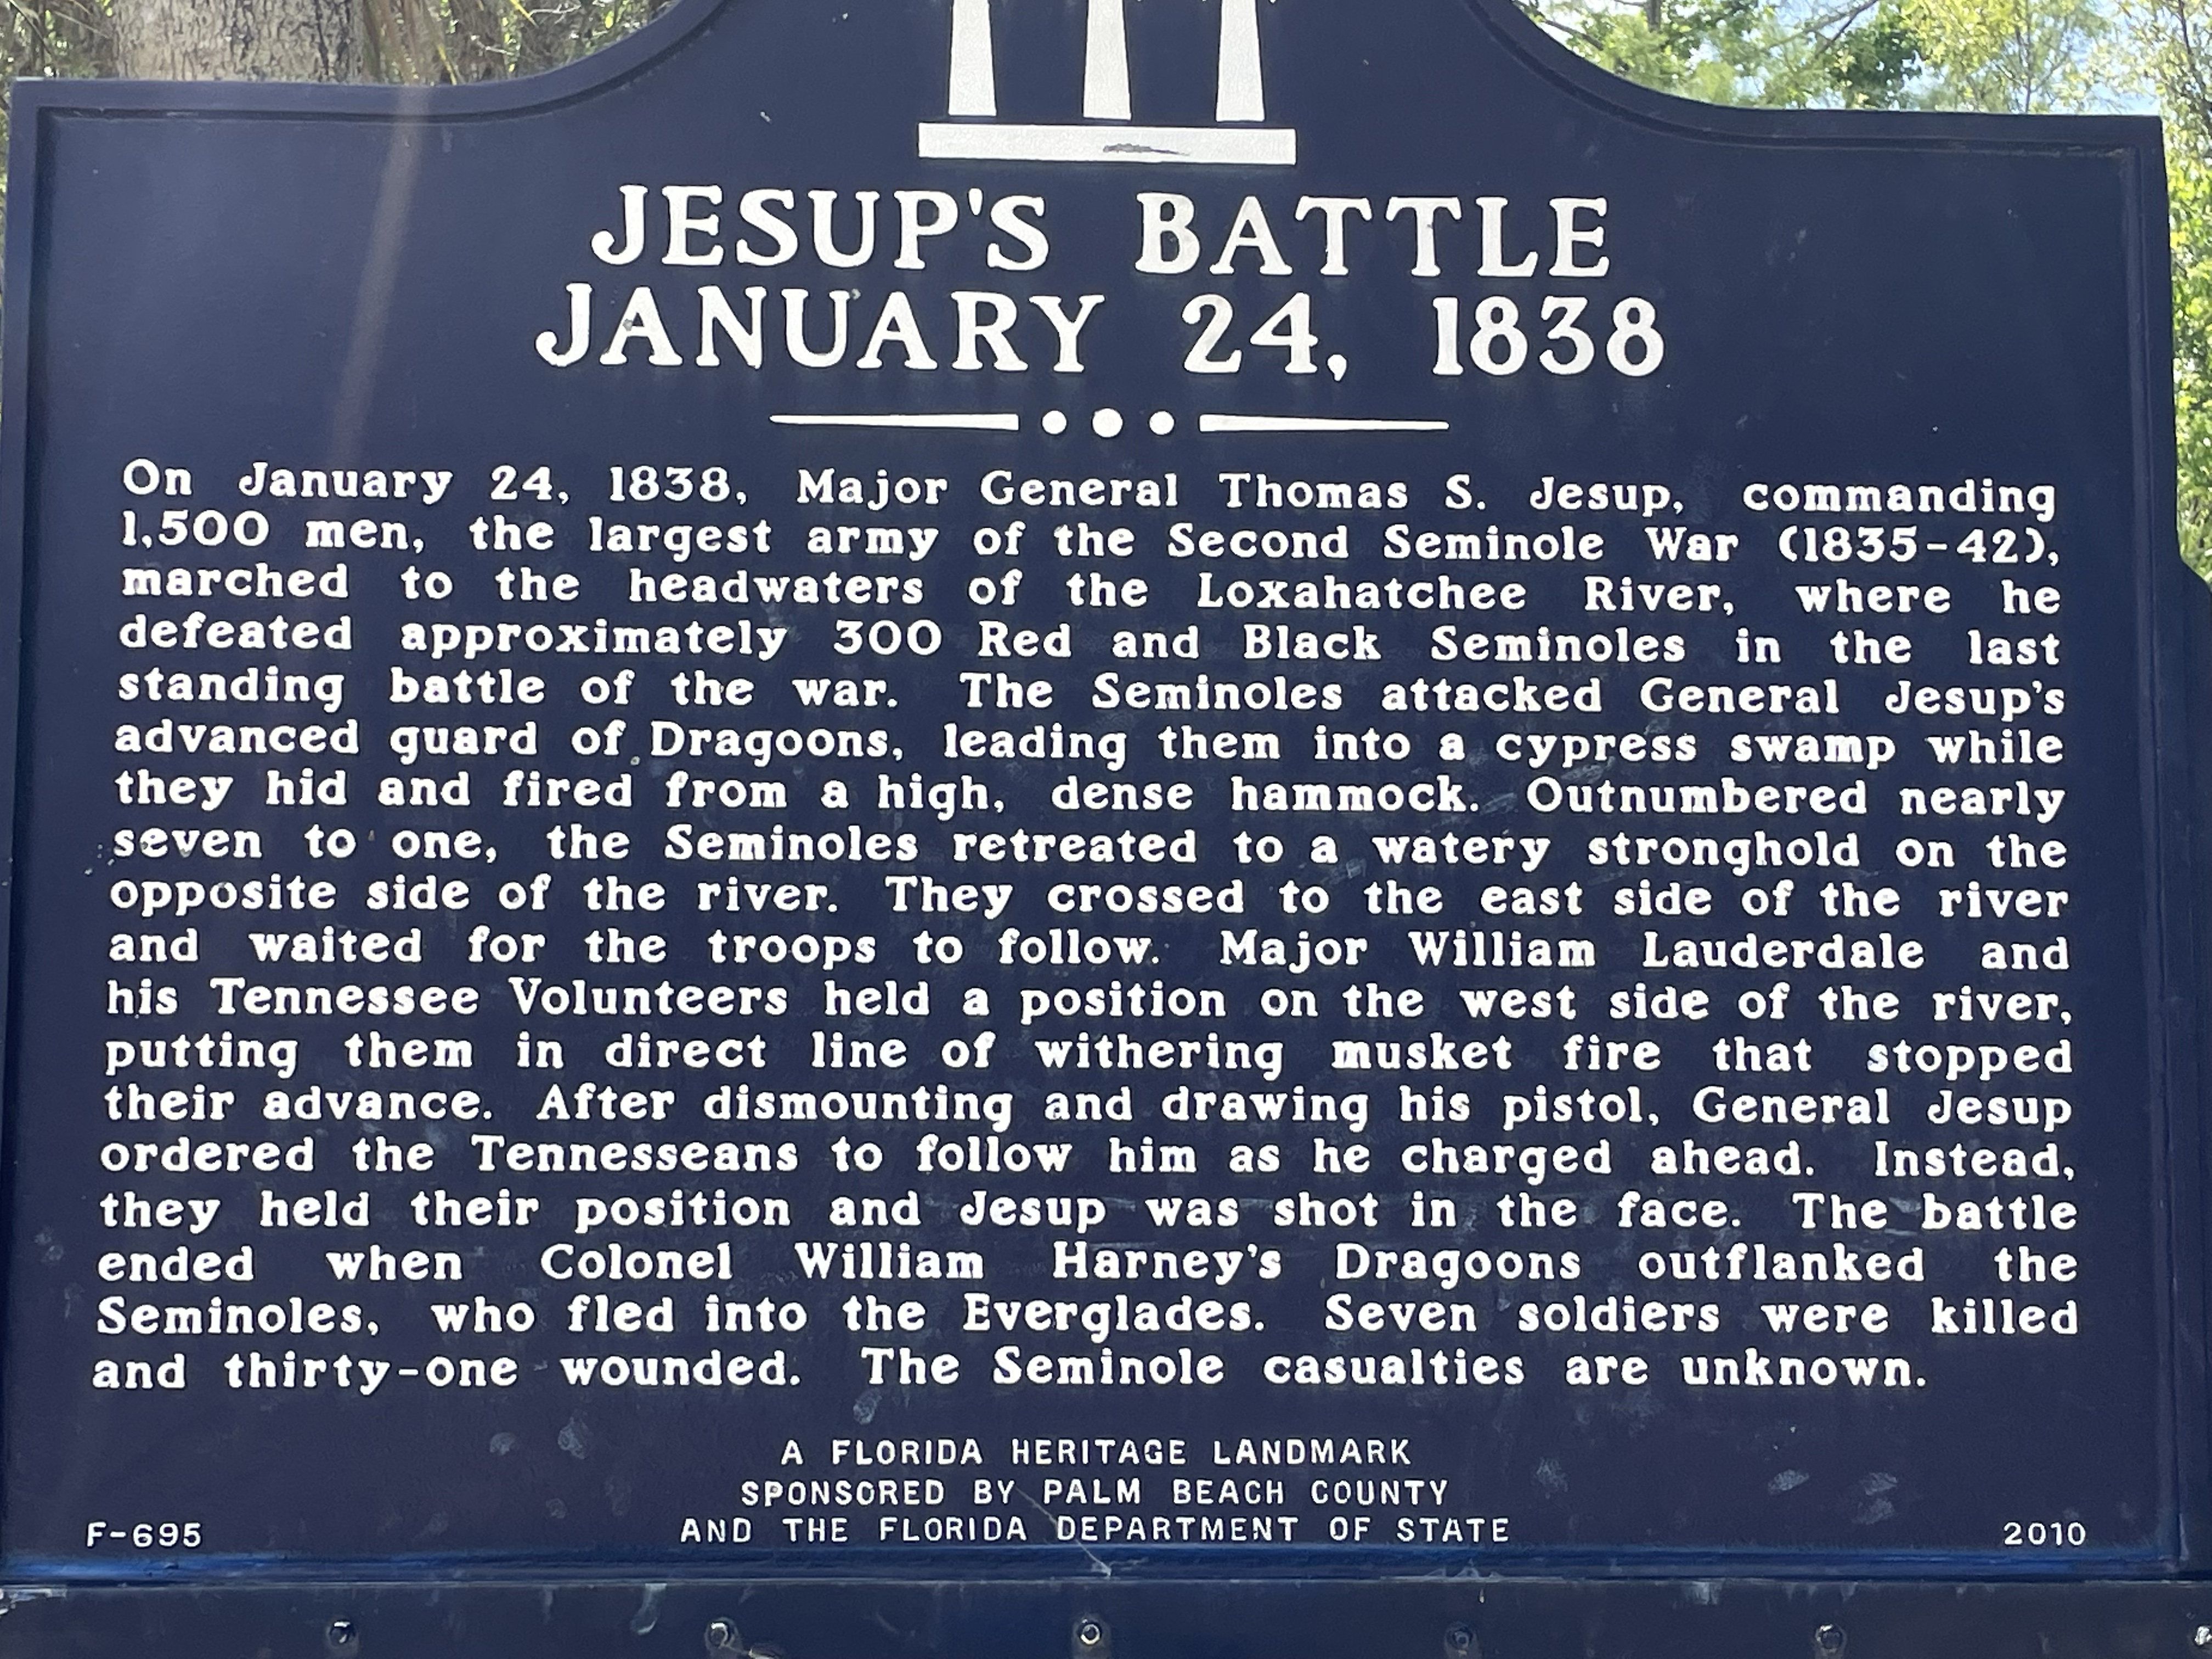 JESUP'S BATTLE
JANUARY 24, 1838
On January 24, 1838, Major General Thomas S. Jesup, commanding
1,500 men, the largest army of the Second Seminole War (1835-42),
marched to the headwaters of the Loxahatchee River, where he
defeated approximately 300 Red and Black Seminoles in the last
standing battle of the war. The Seminoles attacked General Jesup's
advanced guard of Dragoons, leading them into a cypress swamp while
they hid and fired from a high, dense hammock. Outnumbered nearly
seven to one, the Seminoles retreated to a watery stronghold on the
opposite side of the river. They crossed to the east side of the river
and waited for the troops to follow. Major William Lauderdale and
his Tennessee Volunteers held a position on the west side of the river,
putting them in direct line of withering musket fire that stopped
their advance. After dismounting and drawing his pistol, General Jesup
ordered the Tennesseans to follow him as he charged ahead. Instead,
they held their position and Jesup was shot in the face. The battle
ended when Colonel William Harney's Dragoons outflanked the
Seminoles, who fled into the Everglades. Seven soldiers were killed
and thirty-one wounded. The Seminole casualties are unknown.
A FLORIDA HERITAGE LANDMARK
SPONSORED BY PALM BEACH COUNTY
AND THE FLORIDA DEPARTMENT OF STATE
F-695
2010